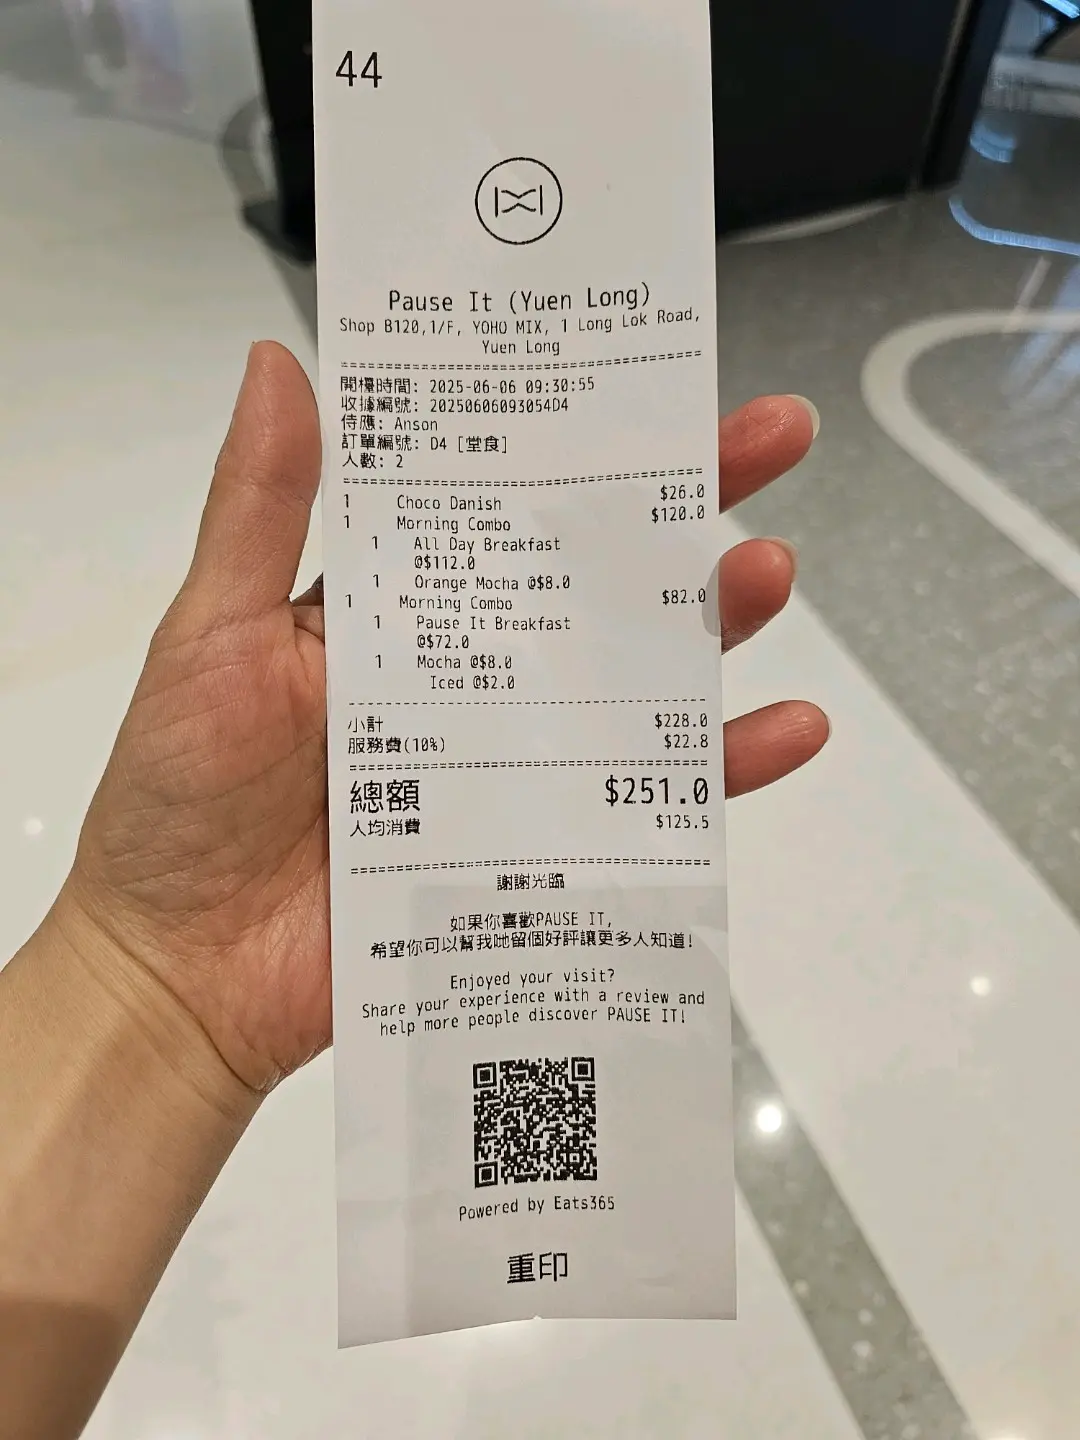 44
Pause It (Yuen Long)
Shop B120,1/F, YOHO MIX, 1 Long Lok Road,
Yuen Long
開檯時間: 2025-06-06 09:30:55
收據編號: 20250606093054D4
侍應: Anson
訂單編號: D4 [堂食]
人數: 2
1 Choco Danish $26.0
1 Morning Combo $120.0
1 All Day Breakfast
@$112.0
1 Orange Mocha @$8.0
1 Morning Combo $82.0
1 Pause It Breakfast
@$72.0
1 Mocha @$8.0
Iced @$2.0
小計 $228.0
服務費(10%) $22.8
總額 $251.0
人均消費 $125.5
謝謝光臨
如果你喜歡PAUSE IT,
希望你可以幫我哋留個好評讓更多人知道!
Enjoyed your visit?
Share your experience with a review and
help more people discover PAUSE IT!
Powered by Eats365
重印